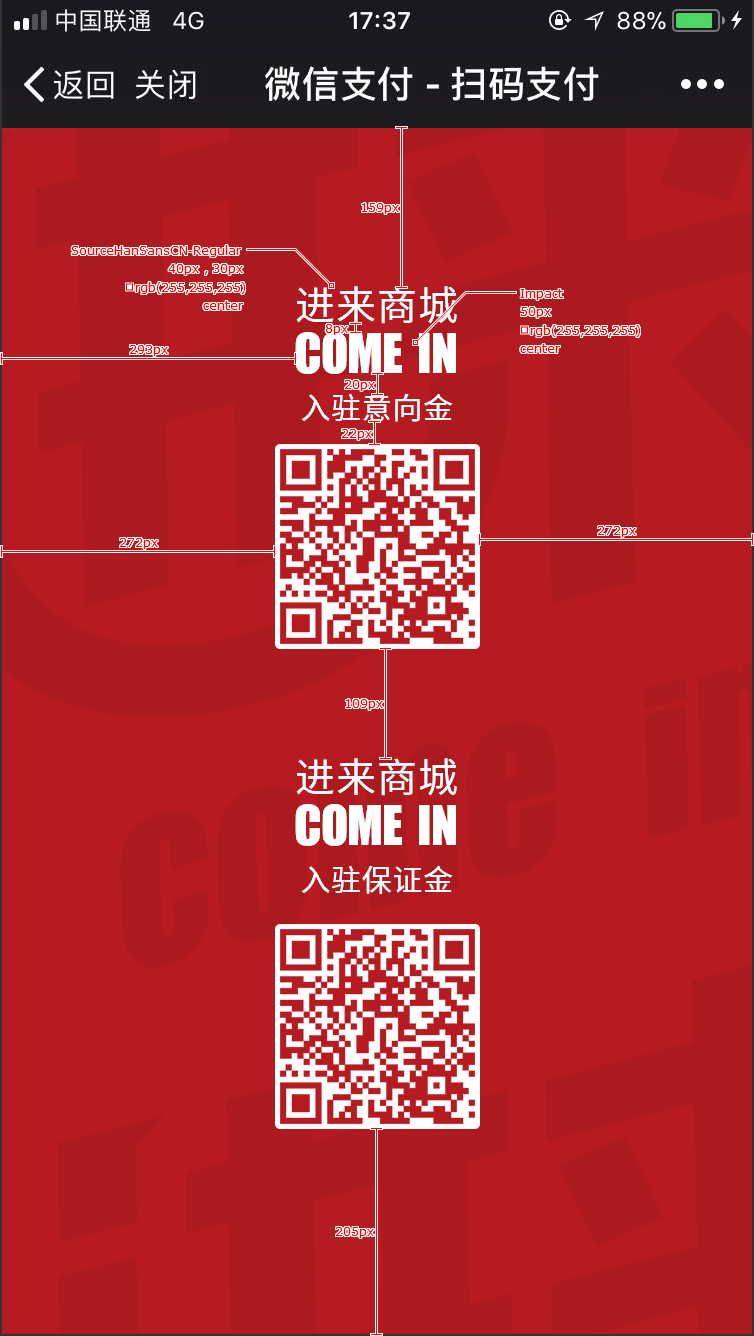 中国联通 4G 17:37 88%
返回 关闭 微信支付 - 扫码支付 •••
159px
SourceHanSansCN-Regular
40px , 30px
rgb(255,255,255)
center
Impact
50px
rgb(255,255,255)
center
进来商城
8px
COME IN
293px
20px
入驻意向金
22px
272px
272px
109px
进来商城
COME IN
入驻保证金
come in
205px